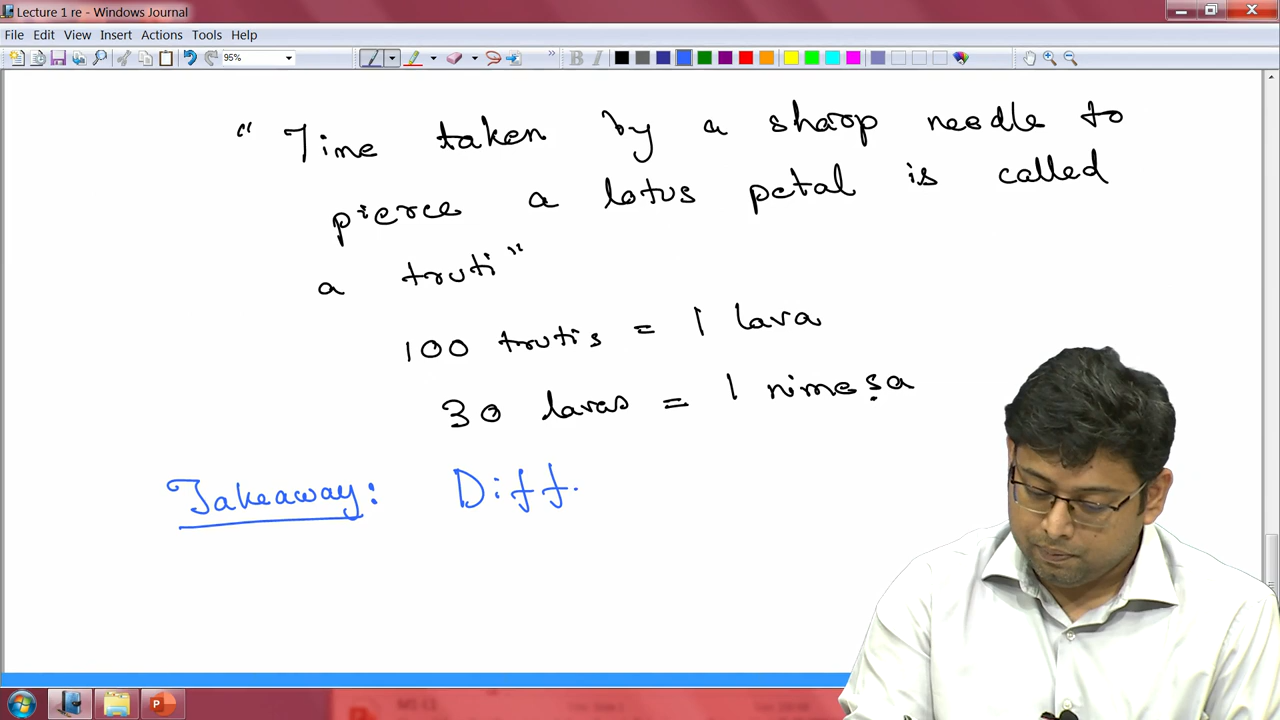 Lecture 1 re - Windows Journal
File Edit View Insert Actions Tools Help
95%
B I
“ Time taken by a sharp needle to
pierce a lotus petal is called
a truti ”
100 trutis = 1 lava
30 lavas = 1 nimeṣa
Takeaway: Diff.